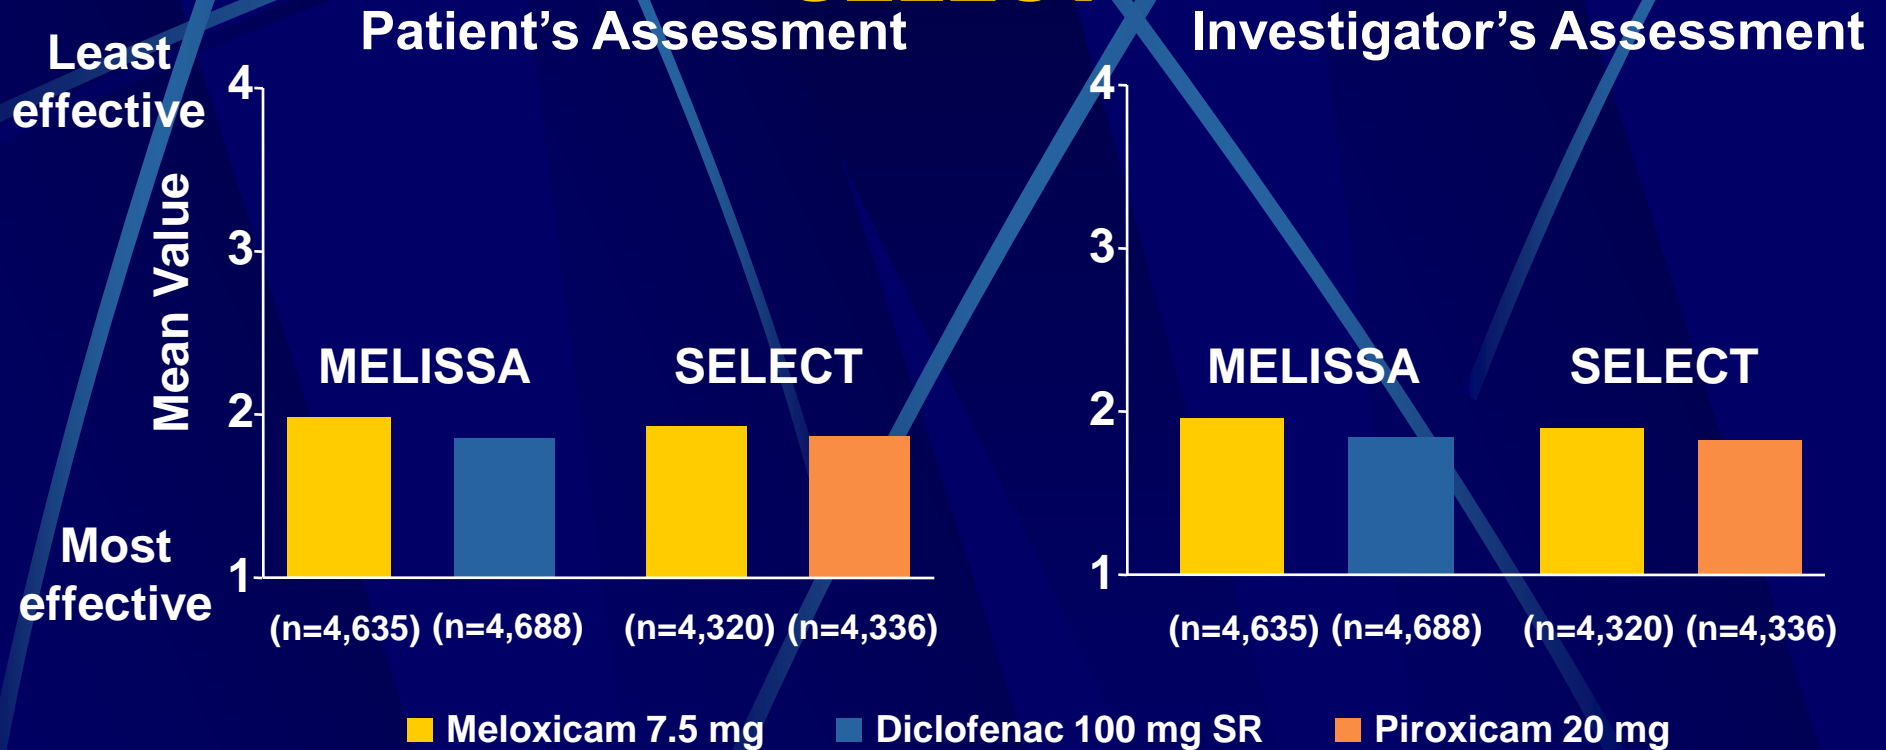 Patient's Assessment
Investigator's Assessment
Least
effective
Mean Value
Most
effective
4
3
2
1
MELISSA
SELECT
(n=4,635) (n=4,688) (n=4,320) (n=4,336)
4
3
2
1
MELISSA
SELECT
(n=4,635) (n=4,688) (n=4,320) (n=4,336)
Meloxicam 7.5 mg
Diclofenac 100 mg SR
Piroxicam 20 mg